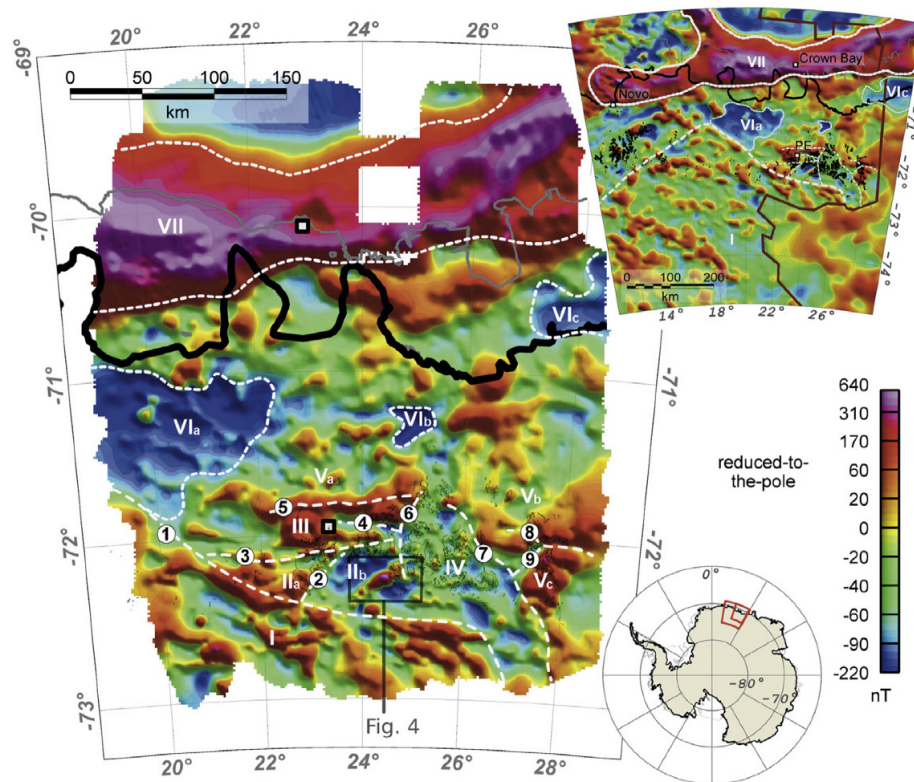 20° 22° 24° 26°
-69°
0 50 100 150
km
-70°
VII
VIc
-71°
-71°
VIa
VIb
Va
Vb
5
6
III
4
8
1
3
7
9
-72°
-72°
IIa
2
IIb
IV
Vc
I
-73°
Fig. 4
20° 22° 24° 26° 28°
VII
Crown Bay
Novo
VIc
VIa
-71°
PE
-72°
I
-74°
0 100 200
km
14° 18° 22° 26°
640
310
170
60
20
0
-20
-40
-60
-90
-220
nT
reduced-to-
the-pole
0°
-80°
-70°